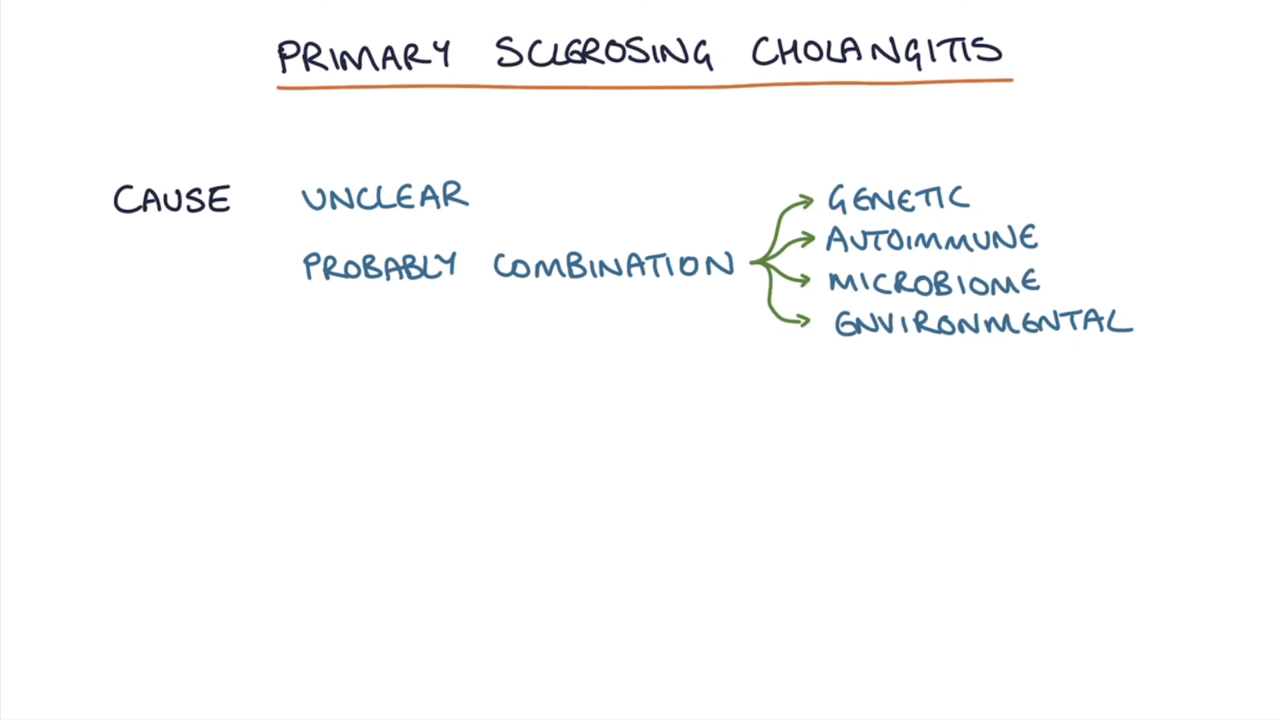 PRIMARY SCLEROSING CHOLANGITIS
CAUSE UNCLEAR
PROBABLY COMBINATION
GENETIC
AUTOIMMUNE
MICROBIOME
ENVIRONMENTAL